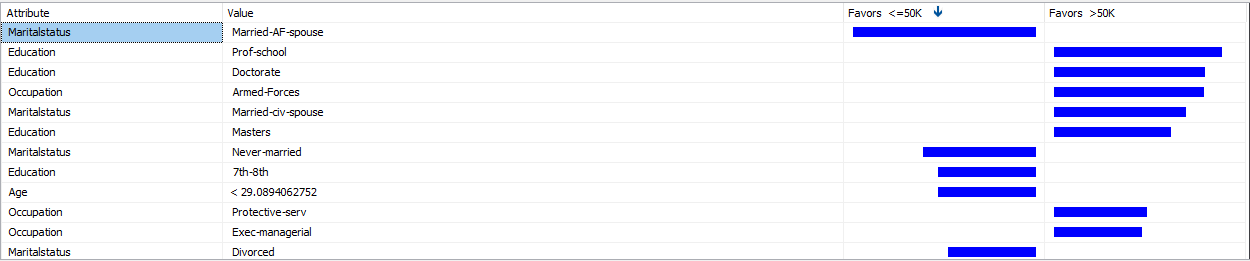 Attribute Value Favors <=50K Favors >50K
Maritalstatus Married-AF-spouse
Education Prof-school
Education Doctorate
Occupation Armed-Forces
Maritalstatus Married-civ-spouse
Education Masters
Maritalstatus Never-married
Education 7th-8th
Age < 29.0894062752
Occupation Protective-serv
Occupation Exec-managerial
Maritalstatus Divorced